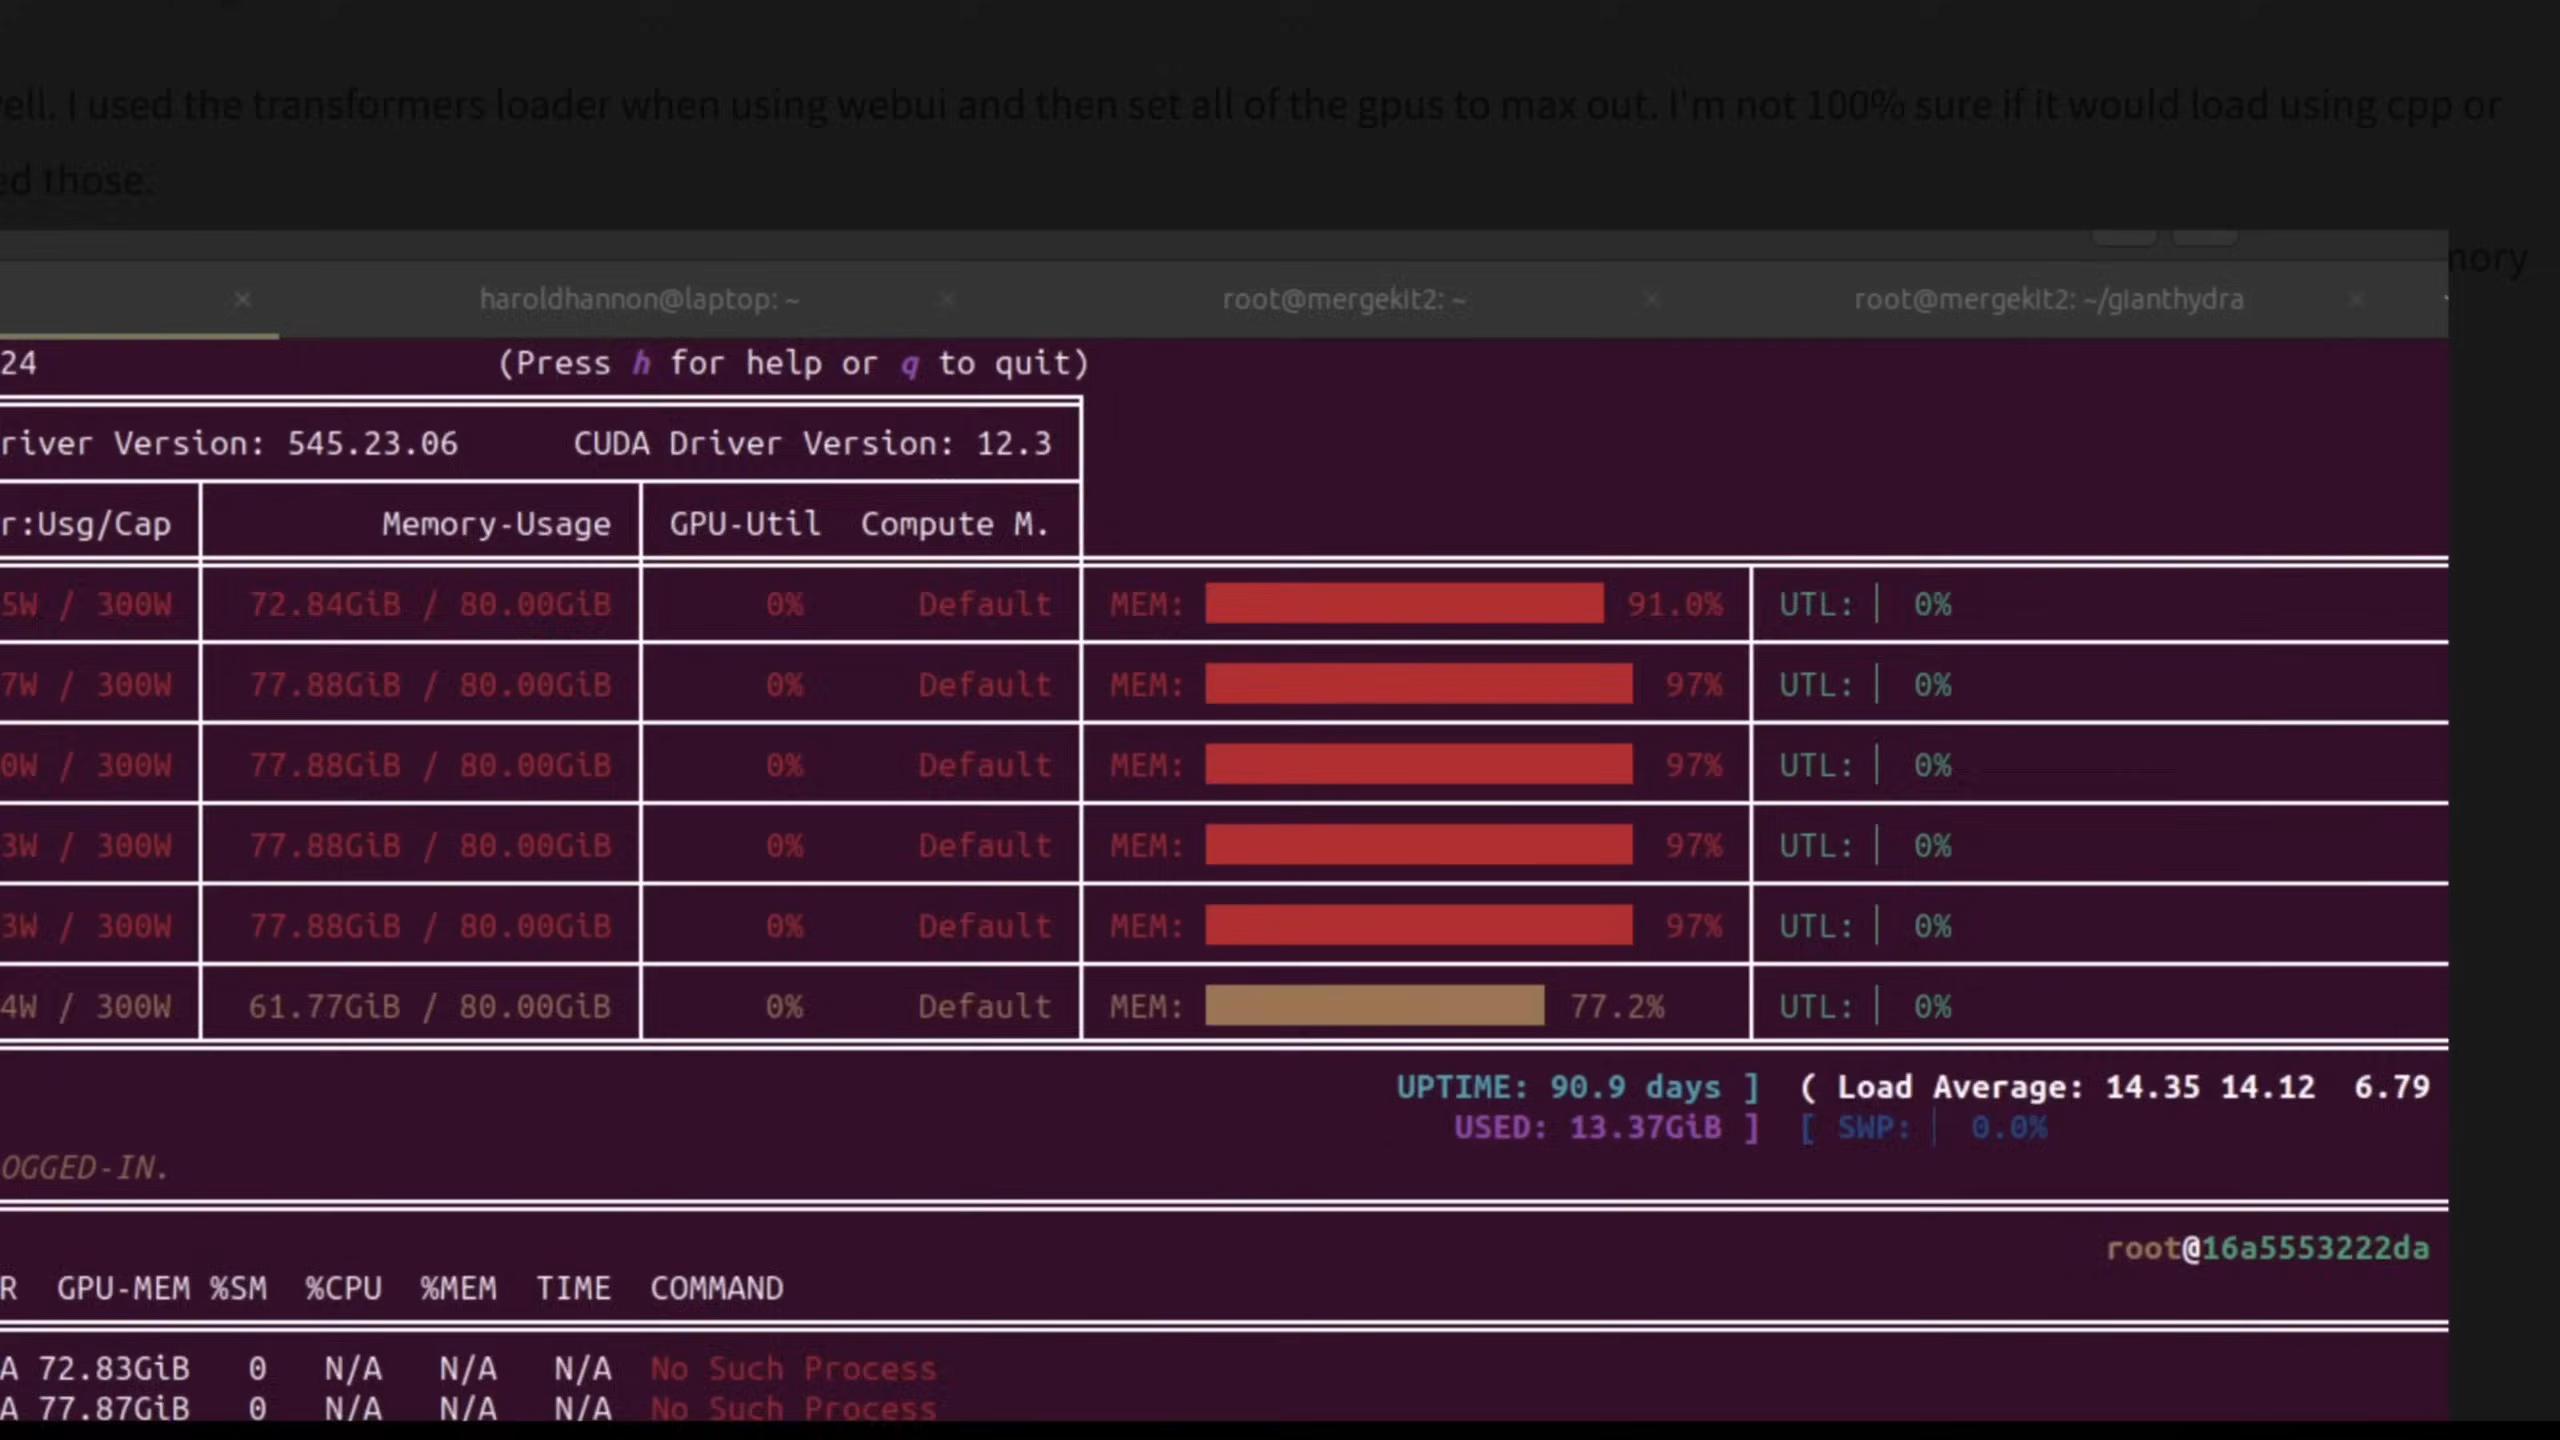 well. I used the transformers loader when using webui and then set all of the gpus to max out. I'm not 100% sure if it would load using cpp or
those.
haroldhannon@laptop: ~ root@mergekit2: ~ root@mergekit2: ~/gianthydra
24 (Press h for help or q to quit)
river Version: 545.23.06 CUDA Driver Version: 12.3
r:Usg/Cap Memory-Usage GPU-Util Compute M.
5W / 300W 72.84GiB / 80.00GiB 0% Default MEM: 91.0% UTL: 0%
7W / 300W 77.88GiB / 80.00GiB 0% Default MEM: 97% UTL: 0%
0W / 300W 77.88GiB / 80.00GiB 0% Default MEM: 97% UTL: 0%
3W / 300W 77.88GiB / 80.00GiB 0% Default MEM: 97% UTL: 0%
3W / 300W 77.88GiB / 80.00GiB 0% Default MEM: 97% UTL: 0%
4W / 300W 61.77GiB / 80.00GiB 0% Default MEM: 77.2% UTL: 0%
UPTIME: 90.9 days ] ( Load Average: 14.35 14.12 6.79
USED: 13.37GiB ] [ SWP: 0.0%
OGGED-IN.
root@16a5553222da
R GPU-MEM %SM %CPU %MEM TIME COMMAND
A 72.83GiB 0 N/A N/A N/A No Such Process
A 77.87GiB 0 N/A N/A N/A No Such Process